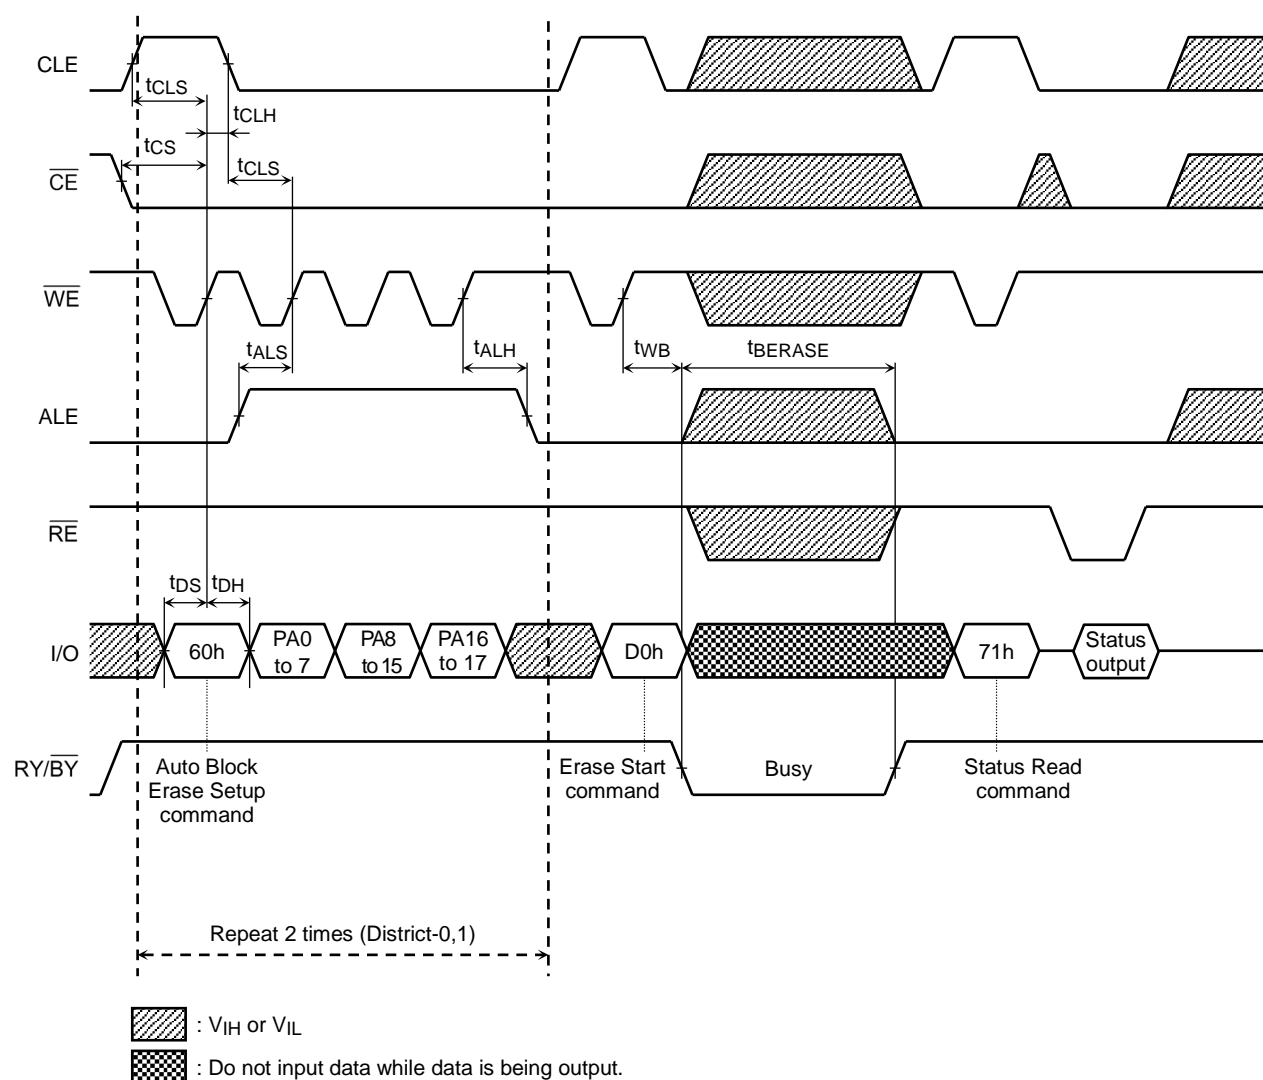 CLE
tCLS
tCLH
tCS
CE
tCLS
WE
tALS
tALH
tWB
tBERASE
ALE
RE
tDS
tDH
I/O
60h
PA0
to 7
PA8
to 15
PA16
to 17
D0h
71h
Status
output
RY/BY
Auto Block
Erase Setup
command
Erase Start
command
Busy
Status Read
command
Repeat 2 times (District-0,1)
: VIH or VIL
: Do not input data while data is being output.